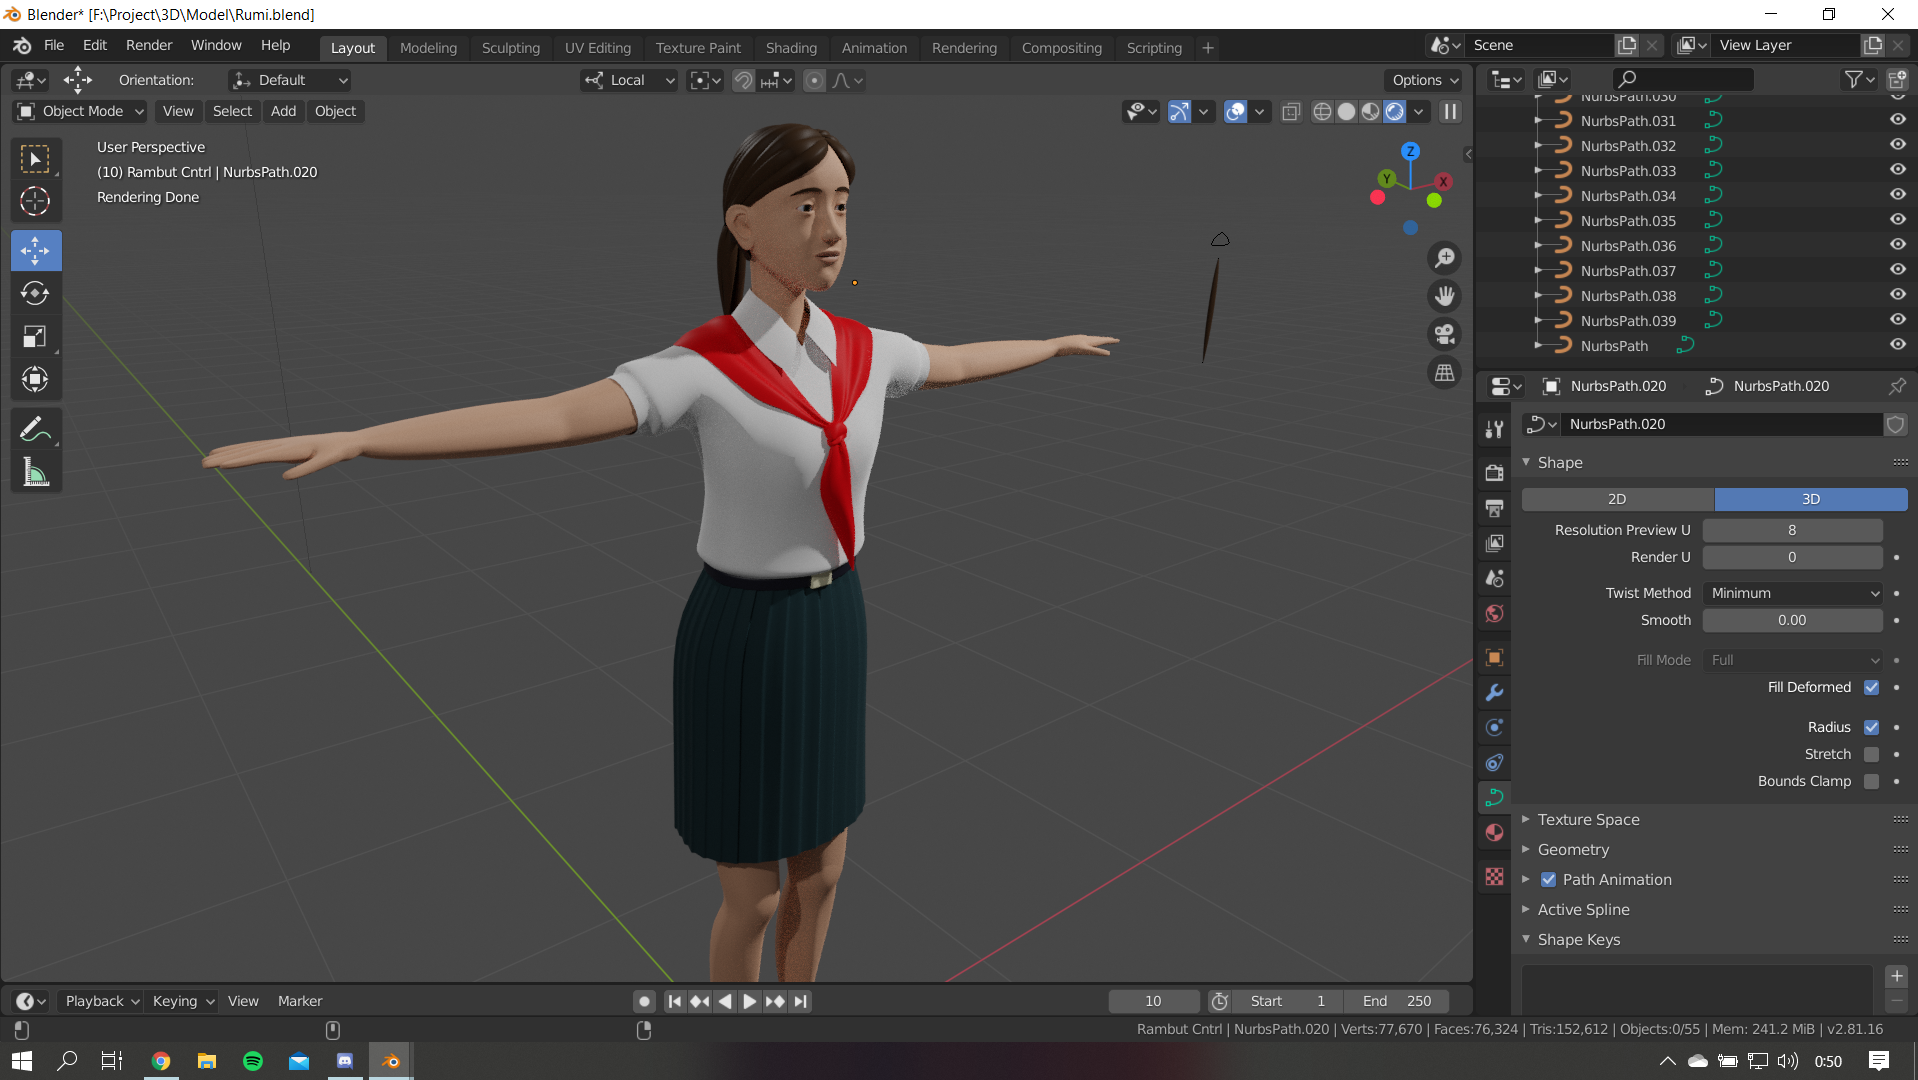 Blender* [F:\Project\3D\Model\Rumi.blend]
File Edit Render Window Help
Layout Modeling Sculpting UV Editing Texture Paint Shading Animation Rendering Compositing Scripting +
Scene
View Layer
Orientation: Default
Local
Options
Object Mode View Select Add Object
User Perspective
(10) Rambut Cntrl | NurbsPath.020
Rendering Done
Z
Y
X
NurbsPath.030
NurbsPath.031
NurbsPath.032
NurbsPath.033
NurbsPath.034
NurbsPath.035
NurbsPath.036
NurbsPath.037
NurbsPath.038
NurbsPath.039
NurbsPath
NurbsPath.020 NurbsPath.020
NurbsPath.020
Shape
2D 3D
Resolution Preview U 8
Render U 0
Twist Method Minimum
Smooth 0.00
Fill Mode Full
Fill Deformed
Radius
Stretch
Bounds Clamp
Texture Space
Geometry
Path Animation
Active Spline
Shape Keys
Playback Keying View Marker
10
Start 1
End 250
Rambut Cntrl | NurbsPath.020 | Verts:77,670 | Faces:76,324 | Tris:152,612 | Objects:0/55 | Mem: 241.2 MiB | v2.81.16
0:50